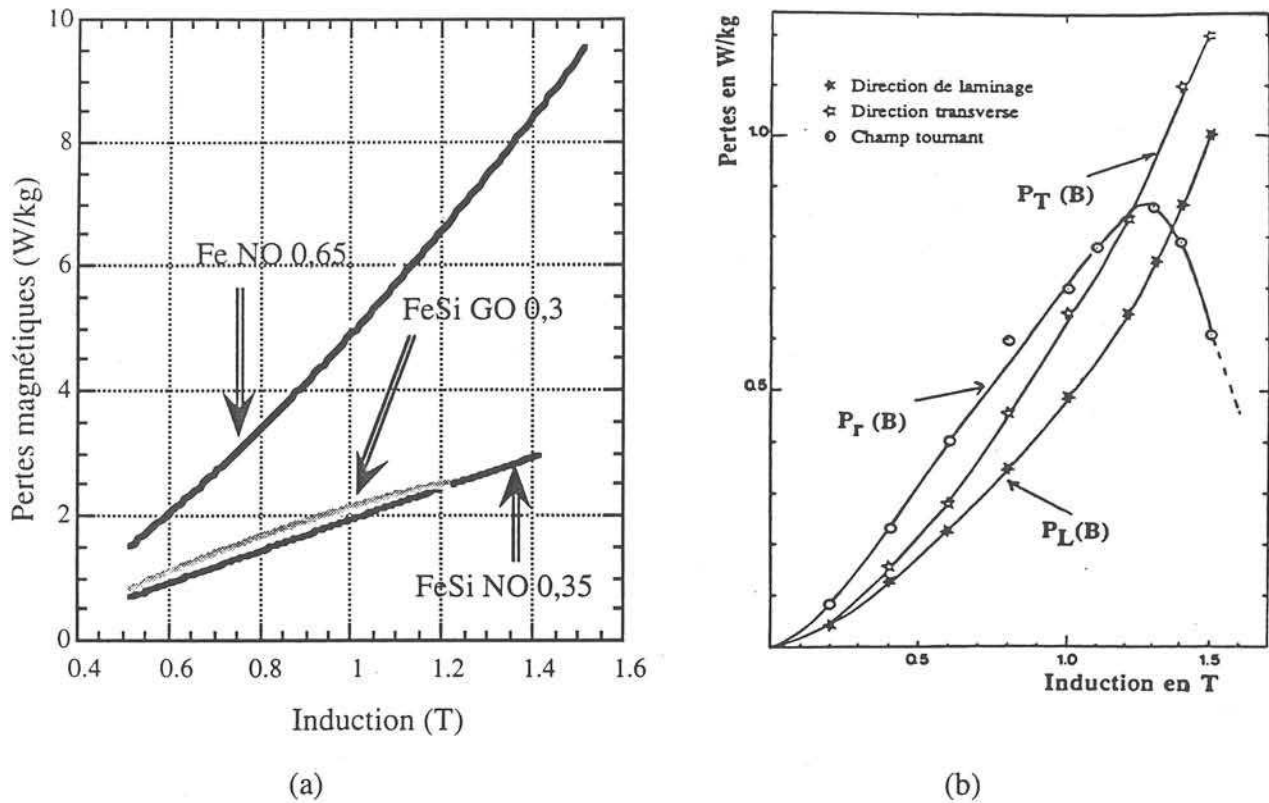 Pertes magnétiques (W/kg)
10
8
6
4
2
0
Fe NO 0,65
FeSi GO 0,3
FeSi NO 0,35
0.4
0.6
0.8
1
1.2
1.4
1.6
Induction (T)
(a)
Pertes en W/kg
1.0
0.5
Direction de laminage
Direction transverse
Champ tournant
P_T (B)
P_r (B)
P_L (B)
0.5
1.0
1.5
Induction en T
(b)